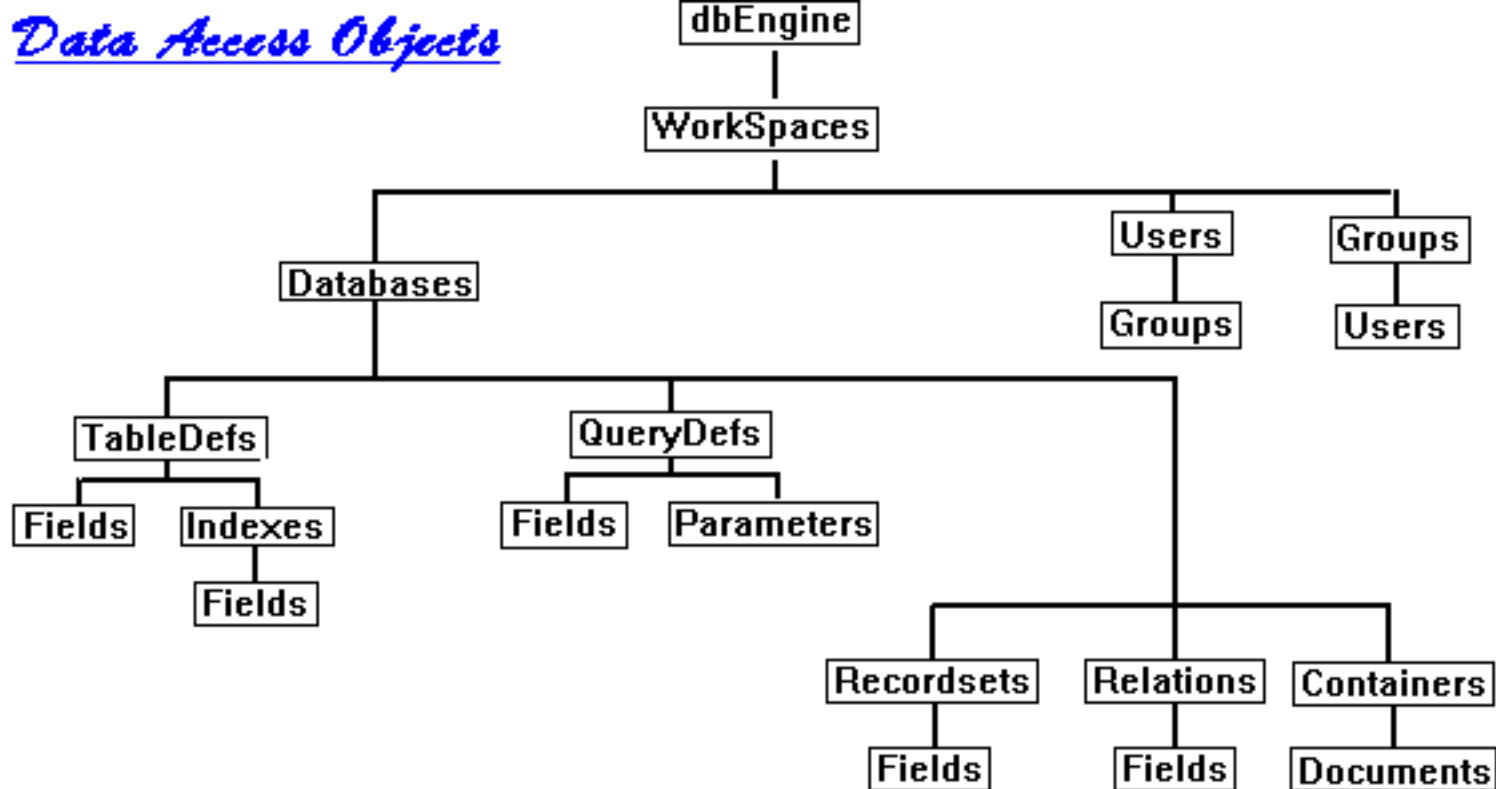 Data Access Objects
dbEngine
WorkSpaces
Users
Groups
Databases
Groups
Users
TableDefs
QueryDefs
Fields
Indexes
Fields
Parameters
Fields
Recordsets
Relations
Containers
Fields
Fields
Documents